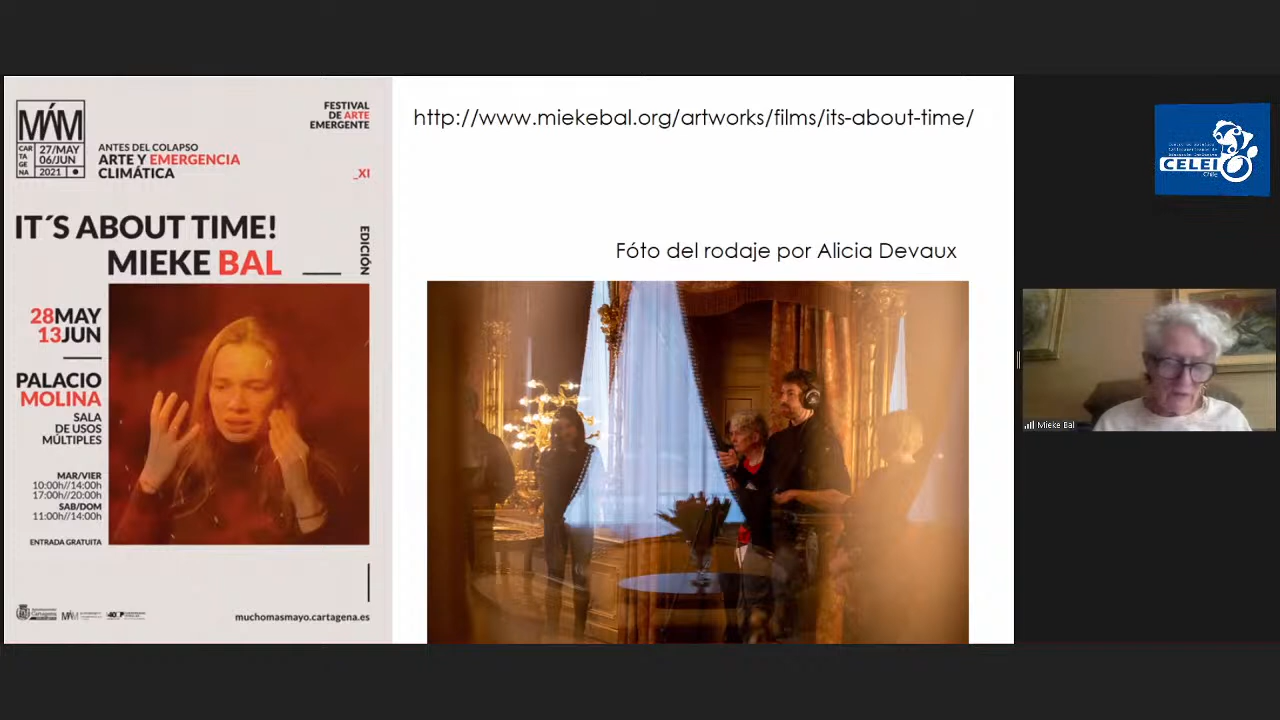 MÁM
CAR
TA
GE
NA
27/MAY
06/JUN
2021
ANTES DEL COLAPSO
ARTE Y EMERGENCIA
CLIMÁTICA
FESTIVAL
DE ARTE
EMERGENTE
_XI
EDICIÓN
IT´S ABOUT TIME!
MIEKE BAL
28MAY
13JUN
PALACIO
MOLINA
SALA
DE USOS
MÚLTIPLES
MAR/VIER
10:00h//14:00h
17:00h//20:00h
SAB/DOM
11:00h//14:00h
ENTRADA GRATUITA
muchomasmayo.cartagena.es
http://www.miekebal.org/artworks/films/its-about-time/
Fóto del rodaje por Alicia Devaux
CELEI
Chile
Mieke Bal